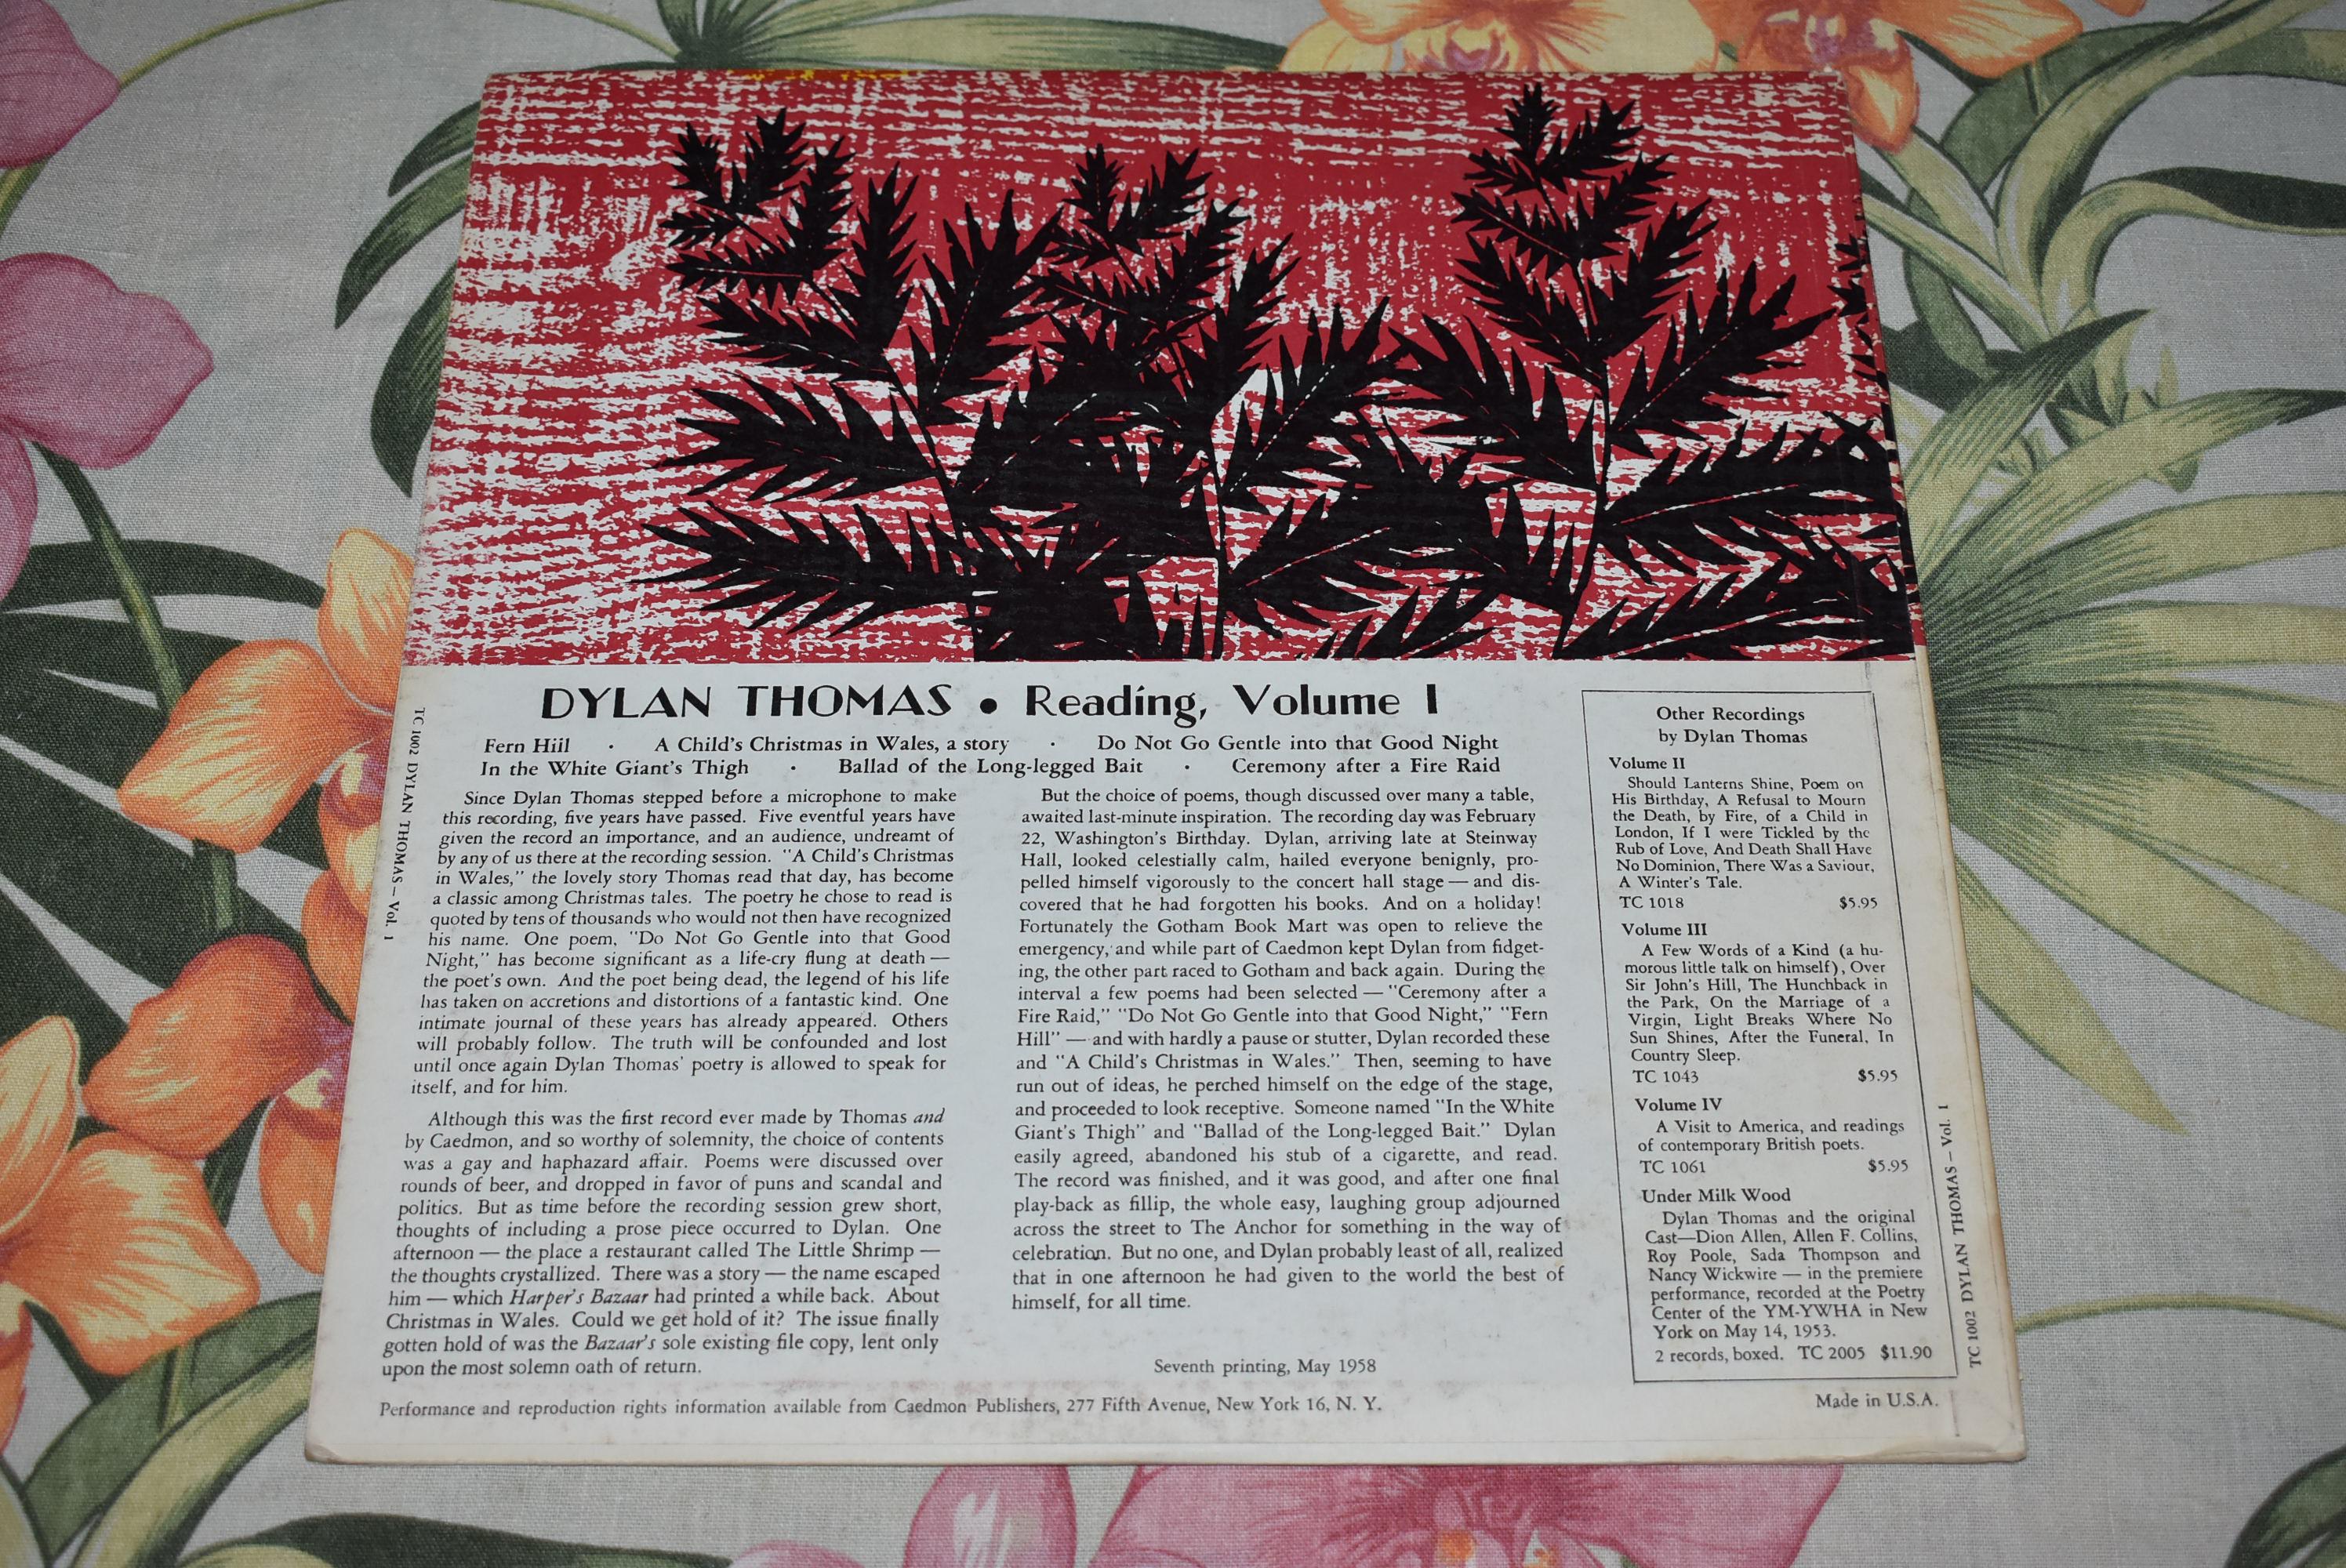 DYLAN THOMAS • Reading, Volume I
Fern Hill · A Child's Christmas in Wales, a story · Do Not Go Gentle into that Good Night
In the White Giant's Thigh · Ballad of the Long-legged Bait · Ceremony after a Fire Raid
Since Dylan Thomas stepped before a microphone to make
this recording, five years have passed. Five eventful years have
given the record an importance, and an audience, undreamt of
by any of us there at the recording session. "A Child's Christmas
in Wales," the lovely story Thomas read that day, has become
a classic among Christmas tales. The poetry he chose to read is
quoted by tens of thousands who would not then have recognized
his name. One poem, "Do Not Go Gentle into that Good
Night," has become significant as a life-cry flung at death —
the poet's own. And the poet being dead, the legend of his life
has taken on accretions and distortions of a fantastic kind. One
intimate journal of these years has already appeared. Others
will probably follow. The truth will be confounded and lost
until once again Dylan Thomas' poetry is allowed to speak for
itself, and for him.
Although this was the first record ever made by Thomas and
by Caedmon, and so worthy of solemnity, the choice of contents
was a gay and haphazard affair. Poems were discussed over
rounds of beer, and dropped in favor of puns and scandal and
politics. But as time before the recording session grew short,
thoughts of including a prose piece occurred to Dylan. One
afternoon — the place a restaurant called The Little Shrimp —
the thoughts crystallized. There was a story — the name escaped
him — which Harper's Bazaar had printed a while back. About
Christmas in Wales. Could we get hold of it? The issue finally
gotten hold of was the Bazaar's sole existing file copy, lent only
upon the most solemn oath of return.
But the choice of poems, though discussed over many a table,
awaited last-minute inspiration. The recording day was February
22, Washington's Birthday. Dylan, arriving late at Steinway
Hall, looked celestially calm, hailed everyone benignly, pro-
pelled himself vigorously to the concert hall stage — and dis-
covered that he had forgotten his books. And on a holiday!
Fortunately the Gotham Book Mart was open to relieve the
emergency, and while part of Caedmon kept Dylan from fidget-
ing, the other part raced to Gotham and back again. During the
interval a few poems had been selected — "Ceremony after a
Fire Raid," "Do Not Go Gentle into that Good Night," "Fern
Hill" — and with hardly a pause or stutter, Dylan recorded these
and "A Child's Christmas in Wales." Then, seeming to have
run out of ideas, he perched himself on the edge of the stage,
and proceeded to look receptive. Someone named "In the White
Giant's Thigh" and "Ballad of the Long-legged Bait." Dylan
easily agreed, abandoned his stub of a cigarette, and read.
The record was finished, and it was good, and after one final
play-back as fillip, the whole easy, laughing group adjourned
across the street to The Anchor for something in the way of
celebration. But no one, and Dylan probably least of all, realized
that in one afternoon he had given to the world the best of
himself, for all time.
Seventh printing, May 1958
Other Recordings
by Dylan Thomas
Volume II
Should Lanterns Shine, Poem on
His Birthday, A Refusal to Mourn
the Death, by Fire, of a Child in
London, If I were Tickled by the
Rub of Love, And Death Shall Have
No Dominion, There Was a Saviour,
A Winter's Tale.
TC 1018 $5.95
Volume III
A Few Words of a Kind (a hu-
morous little talk on himself), Over
Sir John's Hill, The Hunchback in
the Park, On the Marriage of a
Virgin, Light Breaks Where No
Sun Shines, After the Funeral, In
Country Sleep.
TC 1043 $5.95
Volume IV
A Visit to America, and readings
of contemporary British poets.
TC 1061 $5.95
Under Milk Wood
Dylan Thomas and the original
Cast—Dion Allen, Allen F. Collins,
Roy Poole, Sada Thompson and
Nancy Wickwire — in the premiere
performance, recorded at the Poetry
Center of the YM-YWHA in New
York on May 14, 1953.
2 records, boxed. TC 2005 $11.90
Performance and reproduction rights information available from Caedmon Publishers, 277 Fifth Avenue, New York 16, N. Y.
Made in U.S.A.
TC 1002 DYLAN THOMAS — Vol. 1
TC 1002 DYLAN THOMAS — Vol. 1